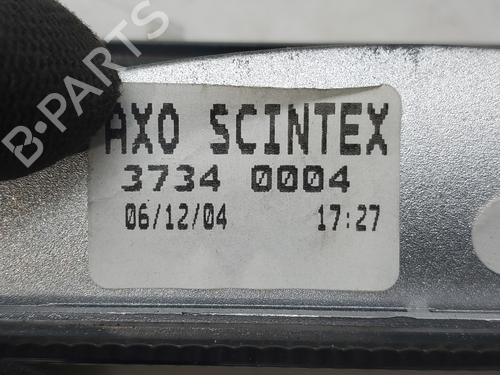 AXO SCINTEX
3734 0004
06/12/04 17:27
B-PARTS